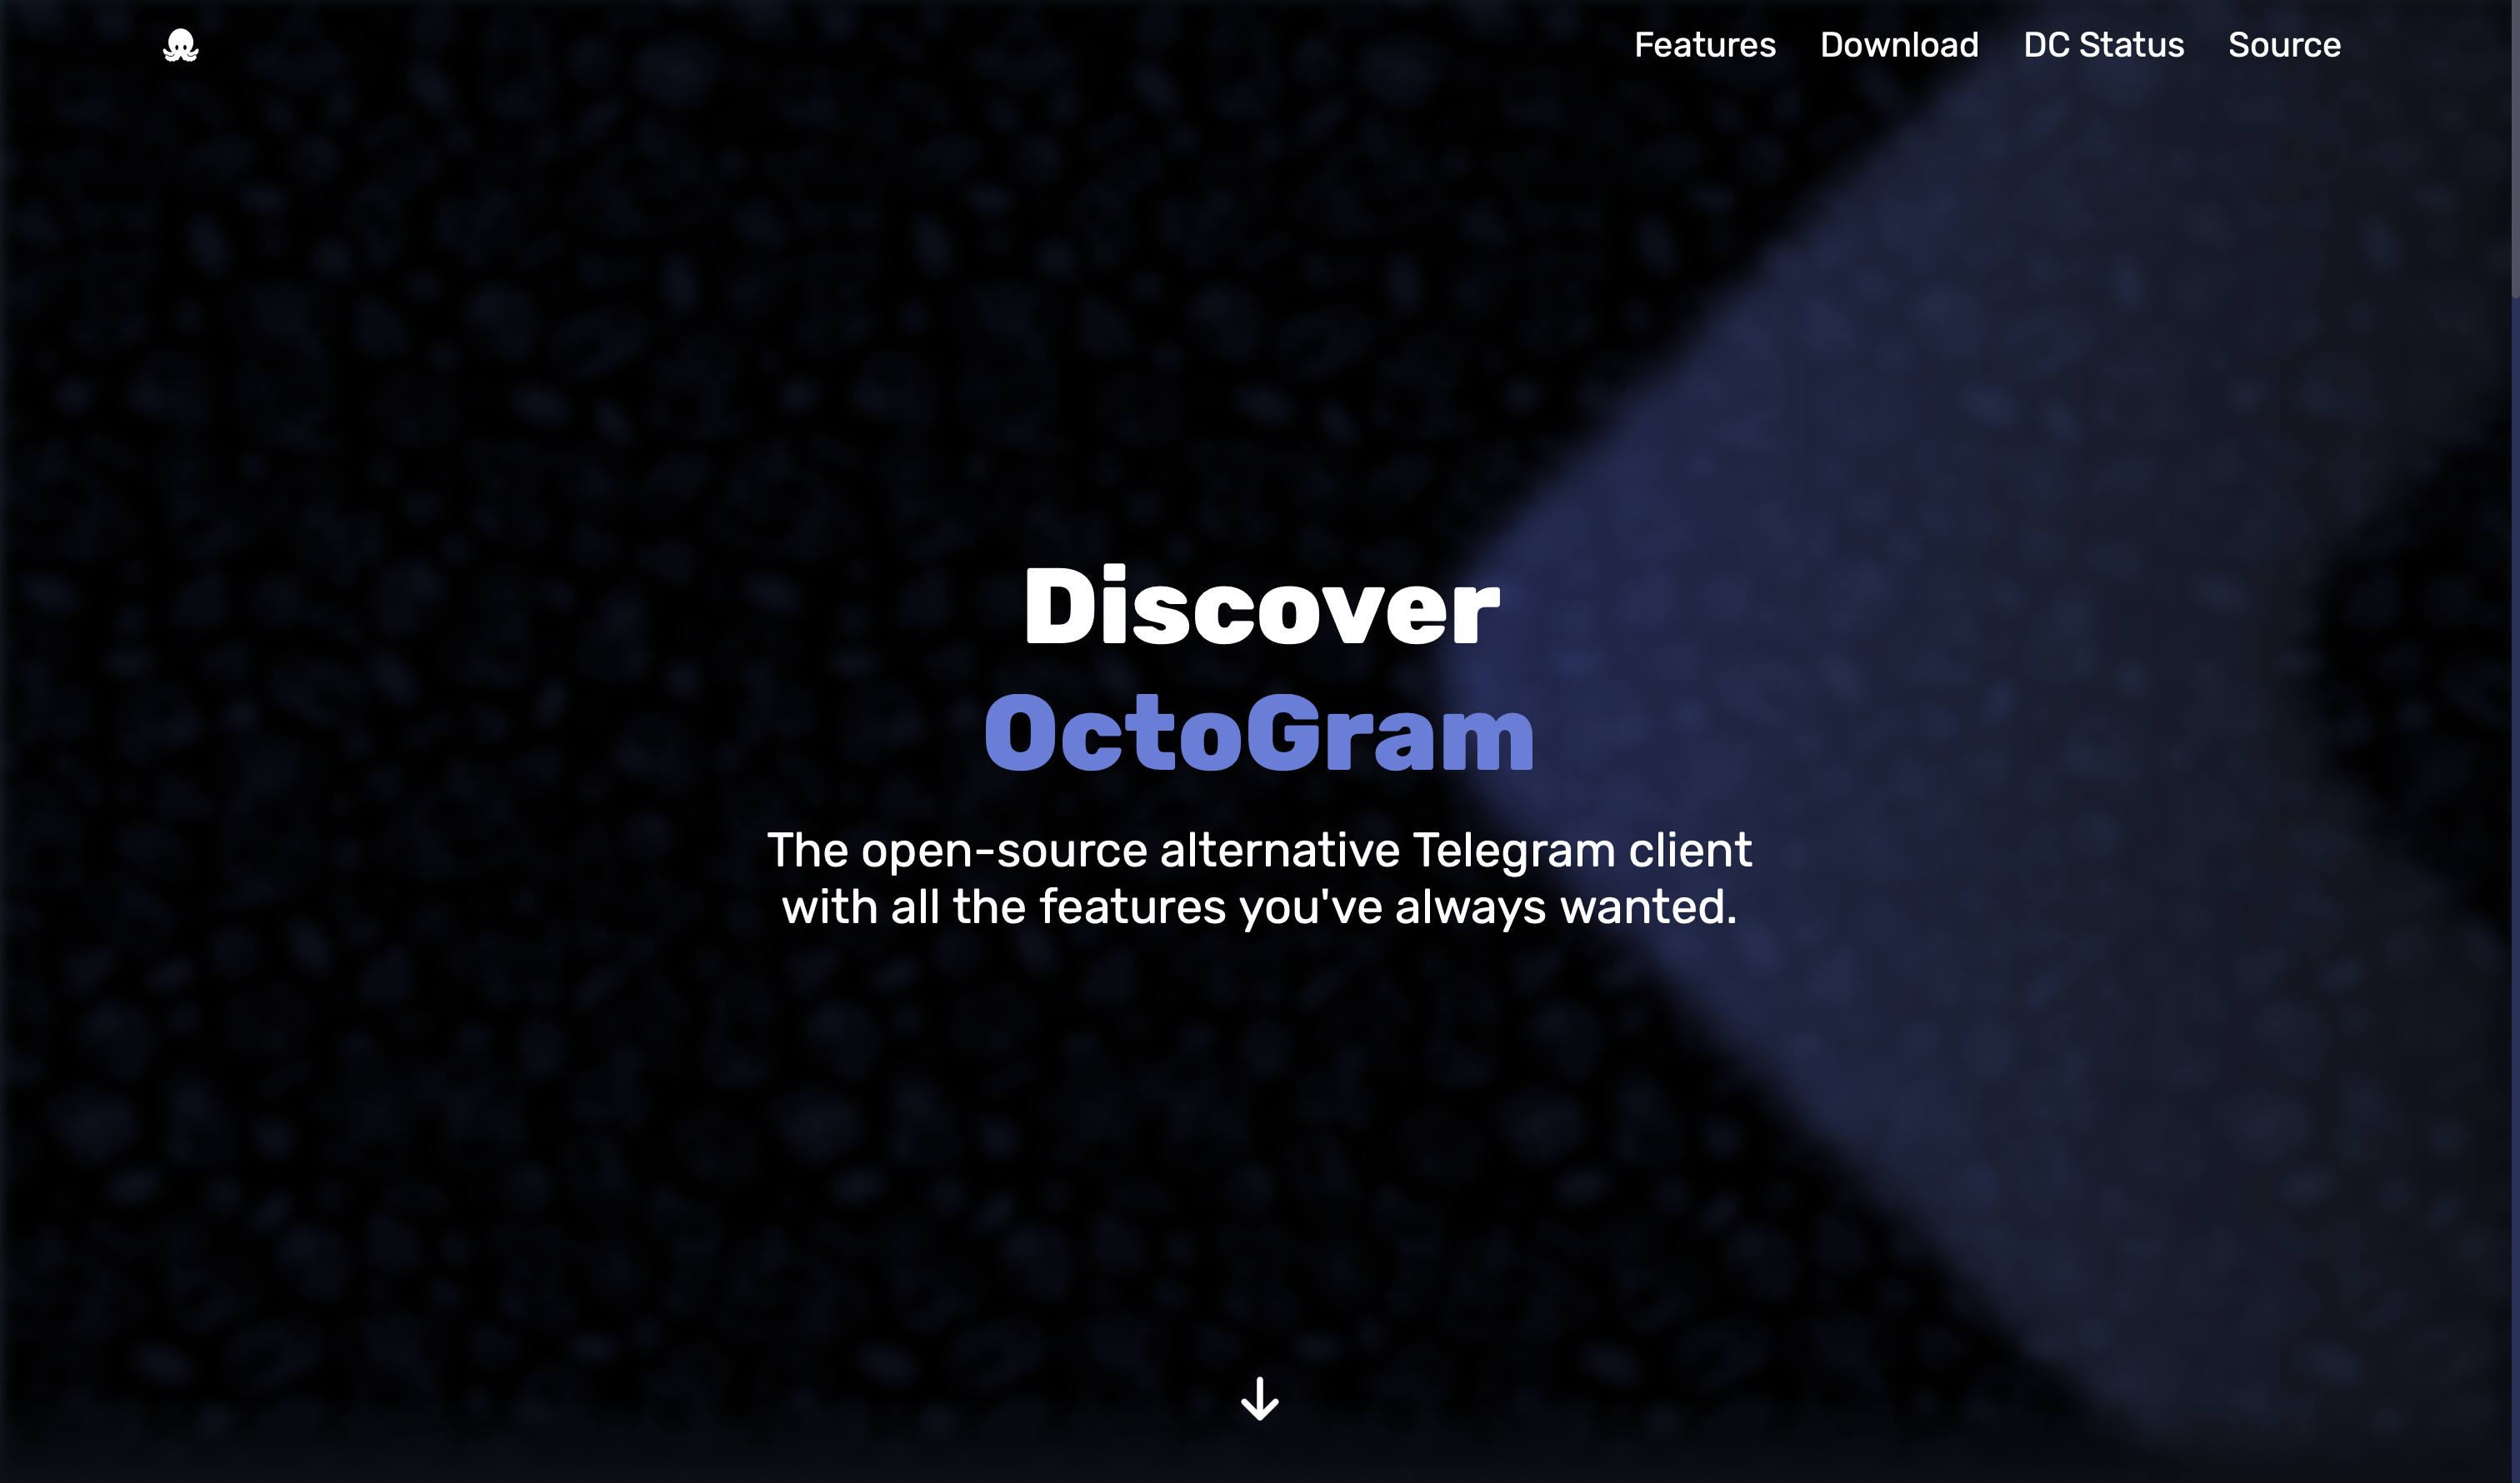 Features Download DC Status Source
Discover
OctoGram
The open-source alternative Telegram client
with all the features you've always wanted.